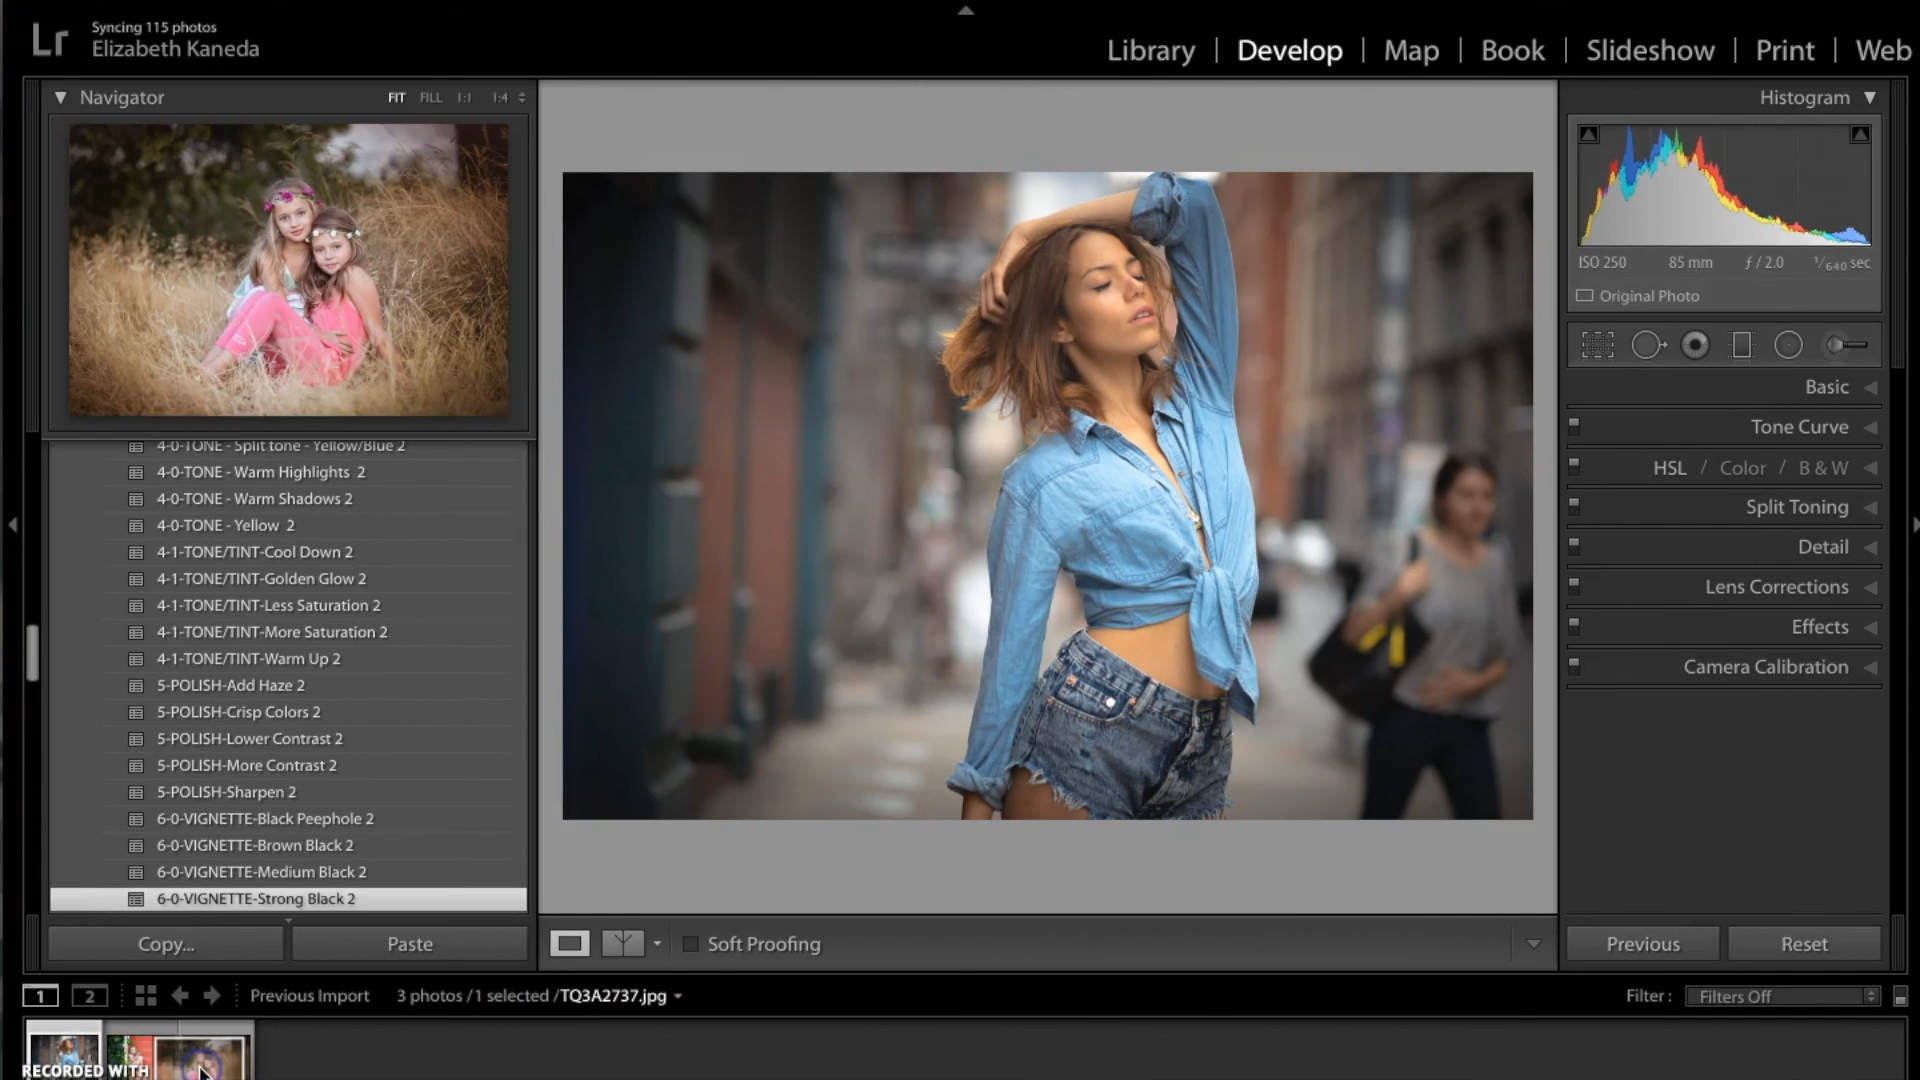 Lr
Syncing 115 photos
Elizabeth Kaneda
Library | Develop | Map | Book | Slideshow | Print | Web
Navigator
FIT FILL 1:1 1:4
4-0-TONE - Split tone - Yellow/Blue 2
4-0-TONE - Warm Highlights 2
4-0-TONE - Warm Shadows 2
4-0-TONE - Yellow 2
4-1-TONE/TINT-Cool Down 2
4-1-TONE/TINT-Golden Glow 2
4-1-TONE/TINT-Less Saturation 2
4-1-TONE/TINT-More Saturation 2
4-1-TONE/TINT-Warm Up 2
5-POLISH-Add Haze 2
5-POLISH-Crisp Colors 2
5-POLISH-Lower Contrast 2
5-POLISH-More Contrast 2
5-POLISH-Sharpen 2
6-0-VIGNETTE-Black Peephole 2
6-0-VIGNETTE-Brown Black 2
6-0-VIGNETTE-Medium Black 2
6-0-VIGNETTE-Strong Black 2
Copy... Paste
Soft Proofing
Histogram
ISO 250 85 mm ƒ / 2.0 1/640 sec
Original Photo
Basic
Tone Curve
HSL / Color / B & W
Split Toning
Detail
Lens Corrections
Effects
Camera Calibration
Previous Reset
1 2 Previous Import 3 photos / 1 selected / TQ3A2737.jpg
Filter : Filters Off
RECORDED WITH